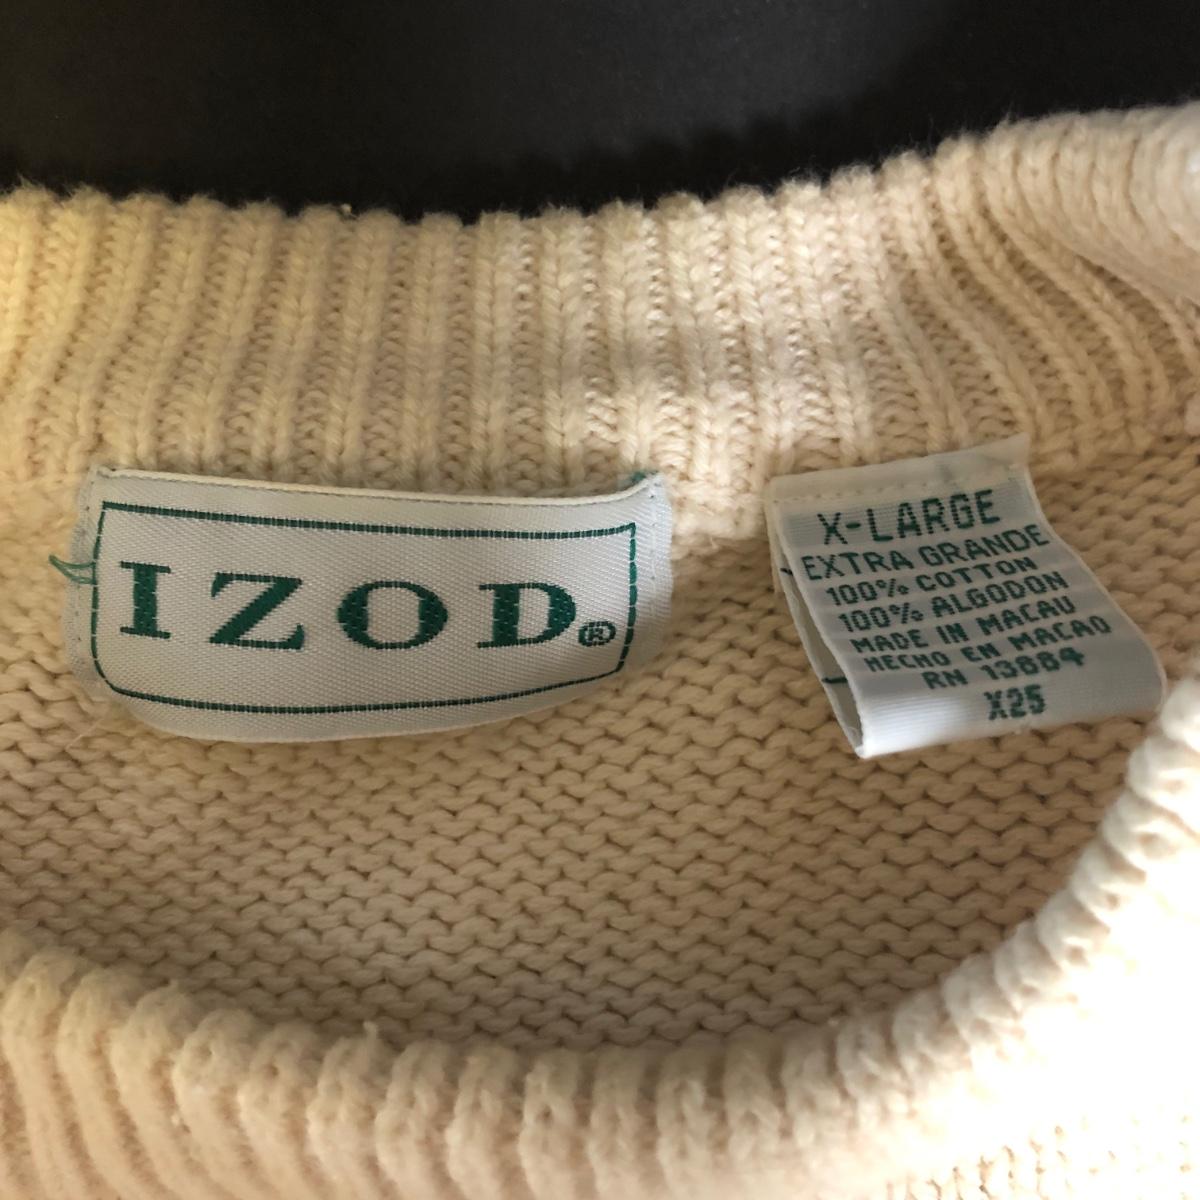 IZOD®
X-LARGE
EXTRA GRANDE
100% COTTON
100% ALGODON
MADE IN MACAU
HECHO EN MACAO
RN 13884
X25